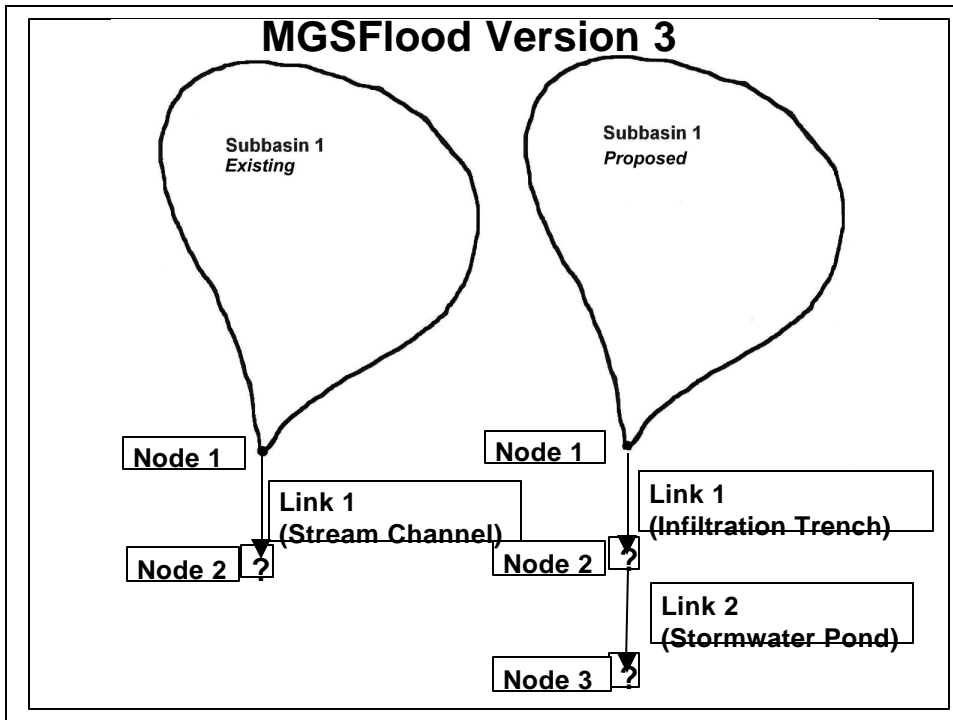 MGSFlood Version 3
Subbasin 1
Existing
Node 1
Link 1
(Stream Channel)
Node 2
?
Subbasin 1
Proposed
Node 1
Link 1
(Infiltration Trench)
Node 2
?
Link 2
(Stormwater Pond)
Node 3
?